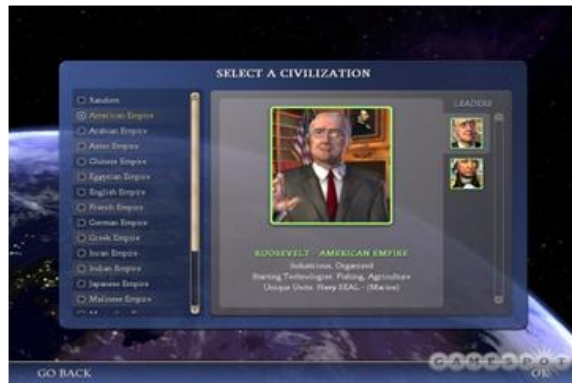 SELECT A CIVILIZATION
Random
American Empire
Arabian Empire
Aztec Empire
Chinese Empire
Egyptian Empire
English Empire
French Empire
German Empire
Greek Empire
Incan Empire
Indian Empire
Japanese Empire
Malinese Empire
LEADERS
ROOSEVELT - AMERICAN EMPIRE
Industrious, Organized
Starting Technologies: Fishing, Agriculture
Unique Units: Navy SEAL - (Marine)
GAMESPOT
GO BACK
OK